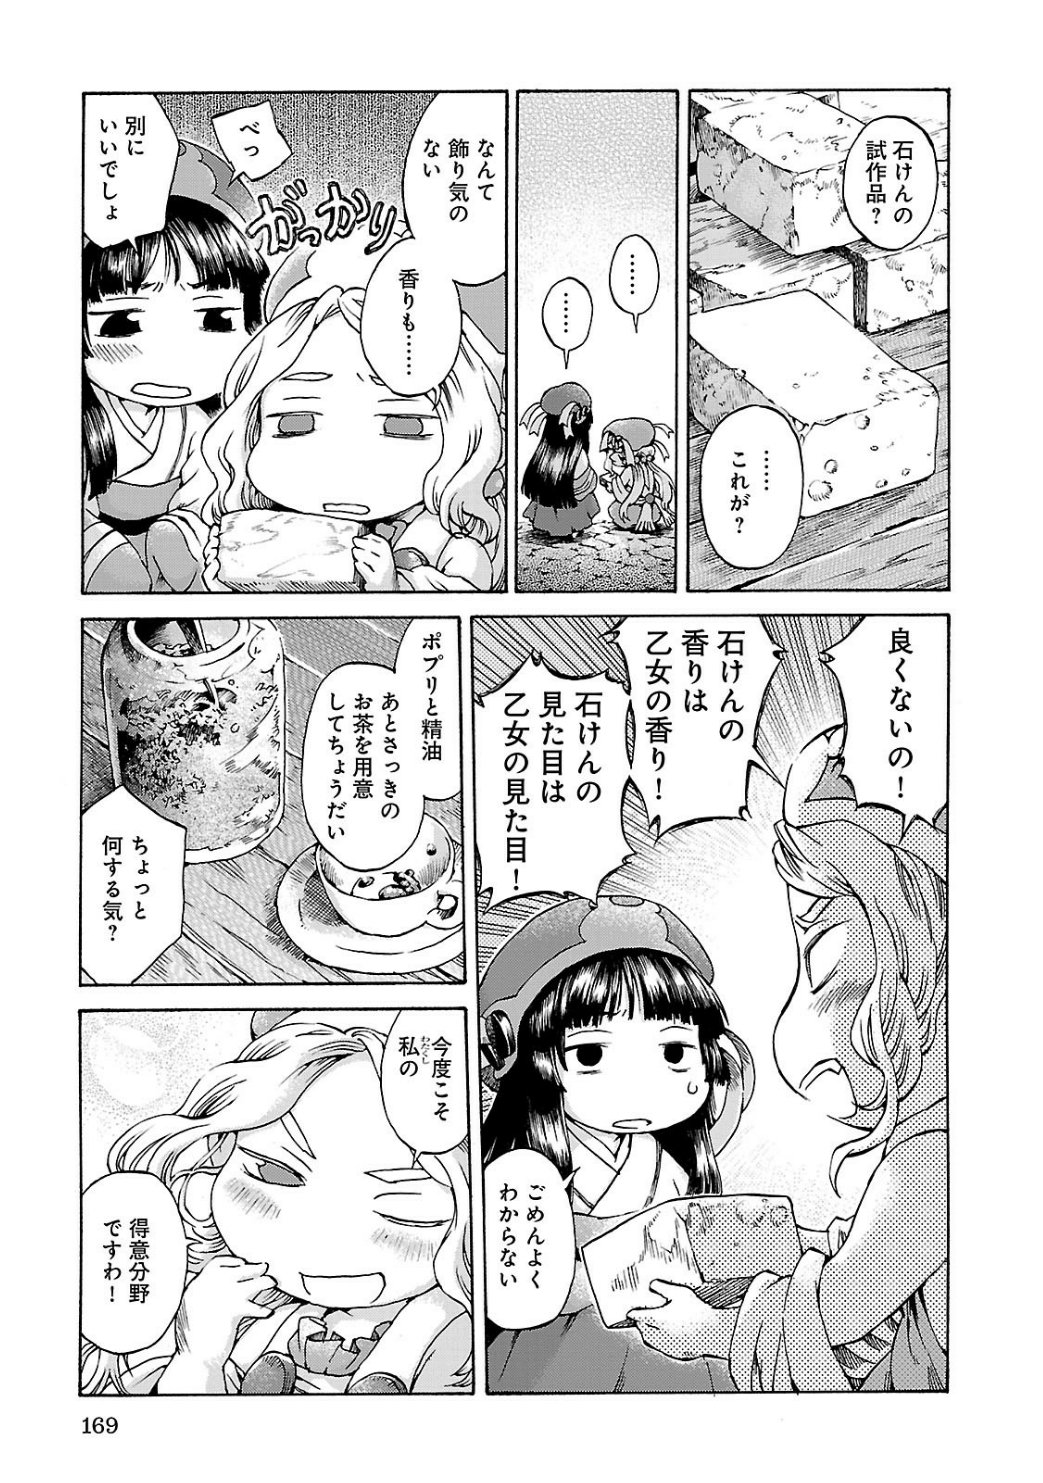 石けんの
試作品?
……
これが?
……
……
なんて
飾り気の
ない
香りも……
がっかり
べっ
別に
いいでしょ
良くないの!
石けんの
香りは
乙女の香り!
石けんの
見た目は
乙女の見た目!
ごめんよく
わからない
ポプリと精油
あとさっきの
お茶を用意
してちょうだい
ちょっと
何する気?
今度こそ
私の
わたくし
得意分野
ですわ!
169